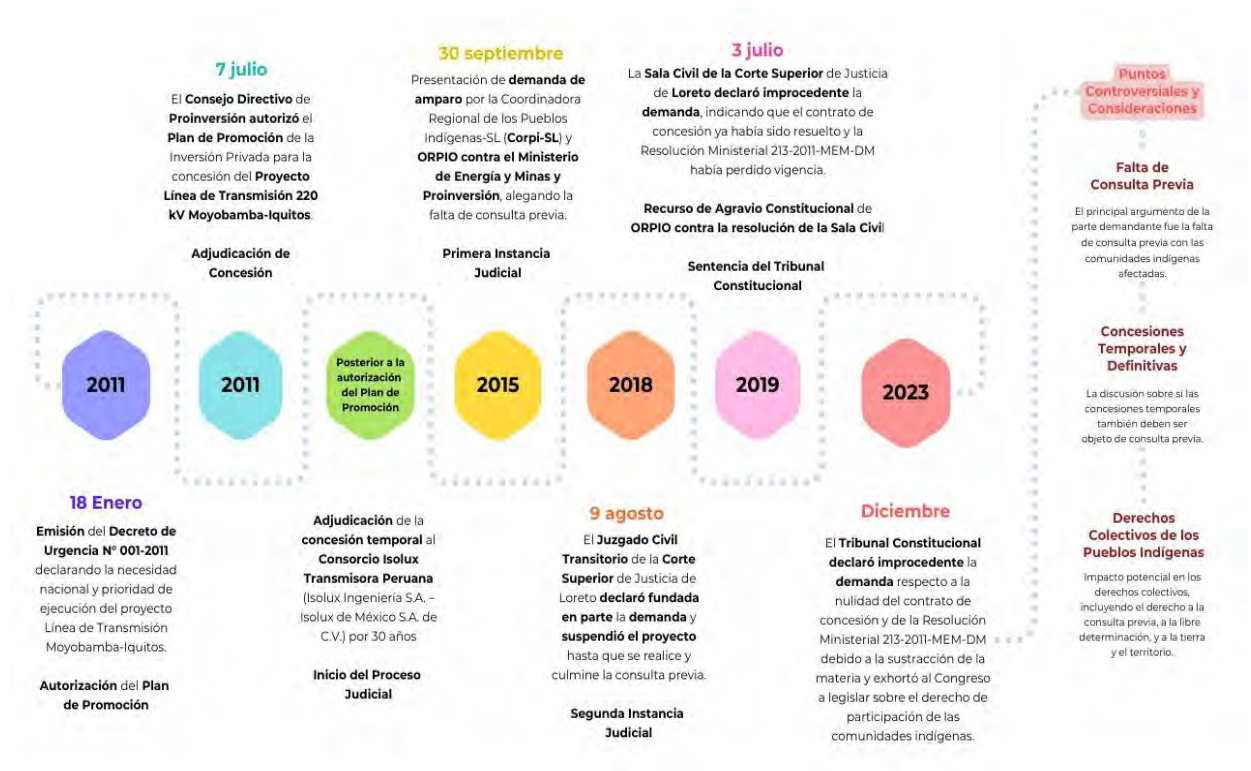 2011
18 Enero
Emisión del Decreto de
Urgencia N° 001-2011
declarando la necesidad
nacional y prioridad de
ejecución del proyecto
Línea de Transmisión
Moyobamba-Iquitos.
Autorización del Plan
de Promoción
7 julio
El Consejo Directivo de
Proinversión autorizó el
Plan de Promoción de la
Inversión Privada para la
concesión del Proyecto
Línea de Transmisión 220
kV Moyobamba-Iquitos.
Adjudicación de
Concesión
2011
Posterior a la
autorización
del Plan de
Promoción
Adjudicación de la
concesión temporal al
Consorcio Isolux
Transmisora Peruana
(Isolux Ingeniería S.A. –
Isolux de México S.A. de
C.V.) por 30 años
Inicio del Proceso
Judicial
30 septiembre
Presentación de demanda de
amparo por la Coordinadora
Regional de los Pueblos
Indígenas-SL (Corpi-SL) y
ORPIO contra el Ministerio
de Energía y Minas y
Proinversión, alegando la
falta de consulta previa.
Primera Instancia
Judicial
2015
2018
9 agosto
El Juzgado Civil
Transitorio de la Corte
Superior de Justicia de
Loreto declaró fundada
en parte la demanda y
suspendió el proyecto
hasta que se realice y
culmine la consulta previa.
Segunda Instancia
Judicial
3 julio
La Sala Civil de la Corte Superior de Justicia
de Loreto declaró improcedente la
demanda, indicando que el contrato de
concesión ya había sido resuelto y la
Resolución Ministerial 213-2011-MEM-DM
había perdido vigencia.
Recurso de Agravio Constitucional de
ORPIO contra la resolución de la Sala Civil
Sentencia del Tribunal
Constitucional
2019
2023
Diciembre
El Tribunal Constitucional
declaró improcedente la
demanda respecto a la
nulidad del contrato de
concesión y de la Resolución
Ministerial 213-2011-MEM-DM
debido a la sustracción de la
materia y exhortó al Congreso
a legislar sobre el derecho de
participación de las
comunidades indígenas.
Puntos
Controversiales y
Consideraciones
Falta de
Consulta Previa
El principal argumento de la
parte demandante fue la falta
de consulta previa con las
comunidades indígenas
afectadas.
Concesiones
Temporales y
Definitivas
La discusión sobre si las
concesiones temporales
también deben ser
objeto de consulta previa.
Derechos
Colectivos de los
Pueblos Indígenas
Impacto potencial en los
derechos colectivos,
incluyendo el derecho a la
consulta previa, a la libre
determinación, y a la tierra
y el territorio.